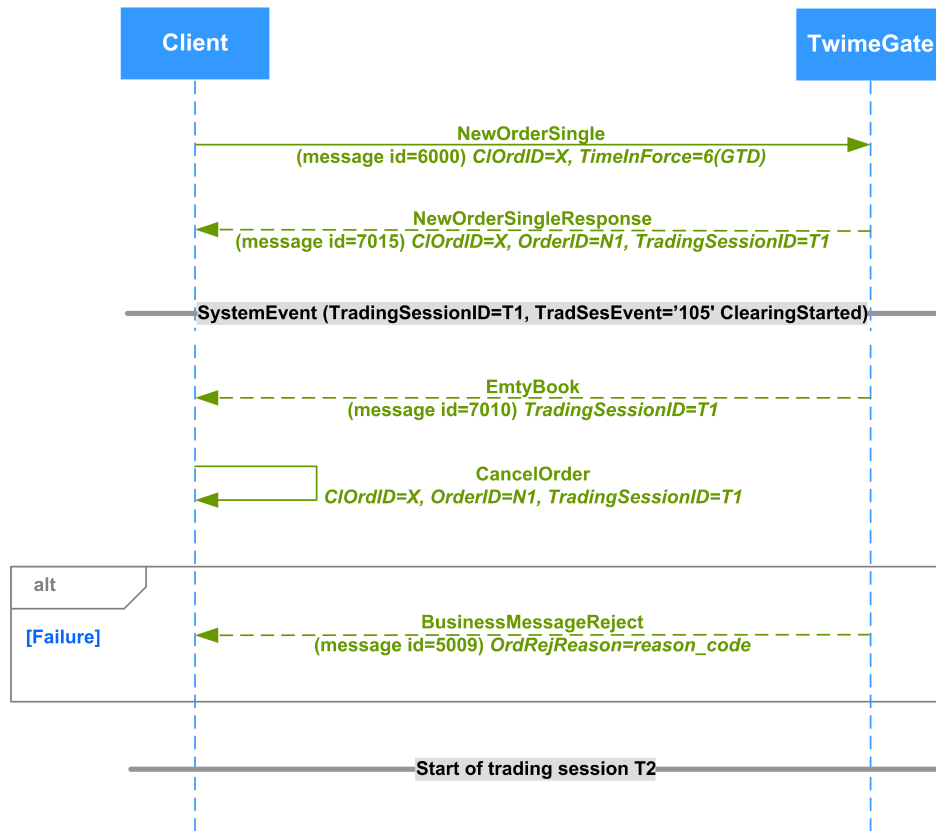 Client
TwimeGate
NewOrderSingle
(message id=6000) ClOrdID=X, TimeInForce=6(GTD)
NewOrderSingleResponse
(message id=7015) ClOrdID=X, OrderID=N1, TradingSessionID=T1
SystemEvent (TradingSessionID=T1, TradSesEvent=’105' ClearingStarted)
EmtyBook
(message id=7010) TradingSessionID=T1
CancelOrder
ClOrdID=X, OrderID=N1, TradingSessionID=T1
alt
[Failure]
BusinessMessageReject
(message id=5009) OrdRejReason=reason_code
Start of trading session T2